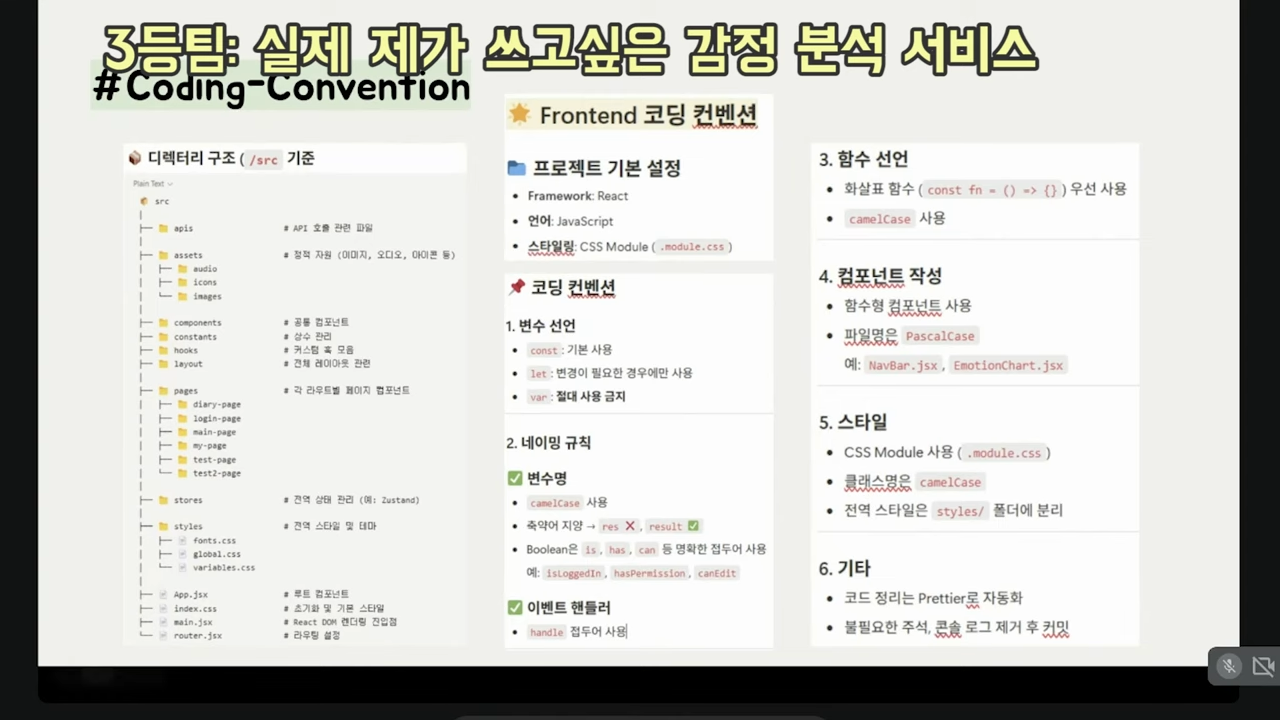 3등팀: 실제 제가 쓰고싶은 감정 분석 서비스
#Coding-Convention
디렉터리 구조 ( /src 기준
Plain Text
src
apis # API 호출 관련 파일
assets # 정적 자원 (이미지, 오디오, 아이콘 등)
audio
icons
images
components # 공통 컴포넌트
constants # 상수 관리
hooks # 커스텀 훅 모음
layout # 전체 레이아웃 관련
pages # 각 라우트별 페이지 컴포넌트
diary-page
login-page
main-page
my-page
test-page
test2-page
stores # 전역 상태 관리 (예: Zustand)
styles # 전역 스타일 및 테마
fonts.css
global.css
variables.css
App.jsx # 루트 컴포넌트
index.css # 초기화 및 기본 스타일
main.jsx # React DOM 렌더링 진입점
router.jsx # 라우팅 설정
Frontend 코딩 컨벤션
프로젝트 기본 설정
• Framework: React
• 언어: JavaScript
• 스타일링: CSS Module ( .module.css )
코딩 컨벤션
1. 변수 선언
• const : 기본 사용
• let : 변경이 필요한 경우에만 사용
• var : 절대 사용 금지
2. 네이밍 규칙
✅ 변수명
• camelCase 사용
• 축약어 지양 → res ❌ , result ✅
• Boolean은 is , has , can 등 명확한 접두어 사용
예: isLoggedIn , hasPermission , canEdit
✅ 이벤트 핸들러
• handle 접두어 사용
3. 함수 선언
• 화살표 함수 ( const fn = () => {} ) 우선 사용
• camelCase 사용
4. 컴포넌트 작성
• 함수형 컴포넌트 사용
• 파일명은 PascalCase
예: NavBar.jsx , EmotionChart.jsx
5. 스타일
• CSS Module 사용 ( .module.css )
• 클래스명은 camelCase
• 전역 스타일은 styles/ 폴더에 분리
6. 기타
• 코드 정리는 Prettier로 자동화
• 불필요한 주석, 콘솔 로그 제거 후 커밋